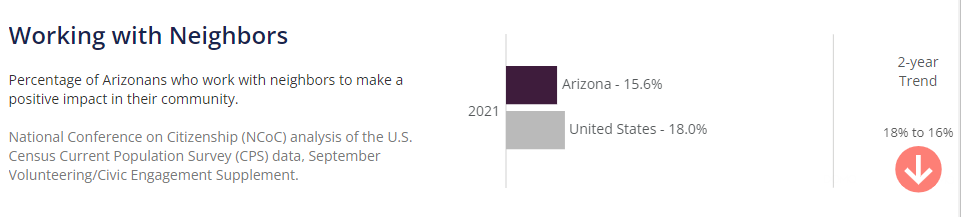 Working with Neighbors
Percentage of Arizonans who work with neighbors to make a
positive impact in their community.
National Conference on Citizenship (NCoC) analysis of the U.S.
Census Current Population Survey (CPS) data, September
Volunteering/Civic Engagement Supplement.
2021
Arizona - 15.6%
United States - 18.0%
2-year
Trend
18% to 16%